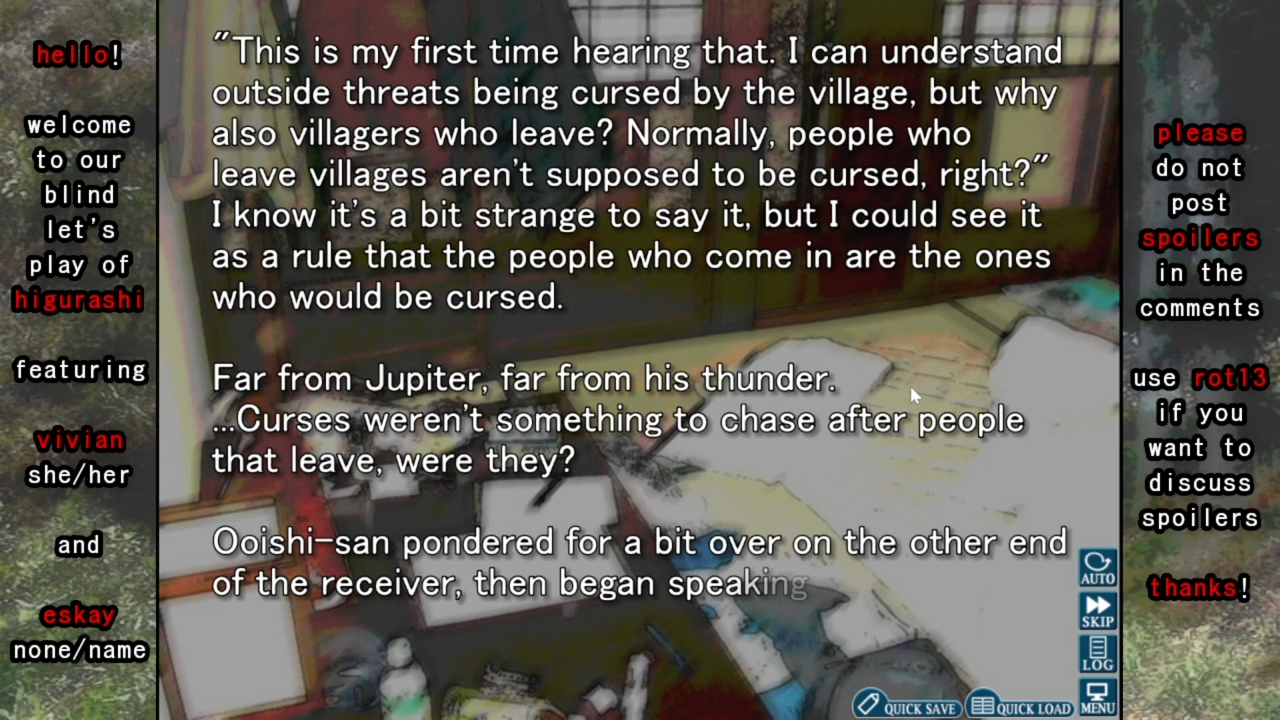 hello!
welcome
to our
blind
let's
play of
higurashi
featuring
vivian
she/her
and
eskay
none/name
"This is my first time hearing that. I can understand
outside threats being cursed by the village, but why
also villagers who leave? Normally, people who
leave villages aren't supposed to be cursed, right?"
I know it's a bit strange to say it, but I could see it
as a rule that the people who come in are the ones
who would be cursed.
Far from Jupiter, far from his thunder.
...Curses weren't something to chase after people
that leave, were they?
Ooishi-san pondered for a bit over on the other end
of the receiver, then began speaking
AUTO
SKIP
LOG
MENU
QUICK SAVE
QUICK LOAD
please
do not
post
spoilers
in the
comments
use rot13
if you
want to
discuss
spoilers
thanks!